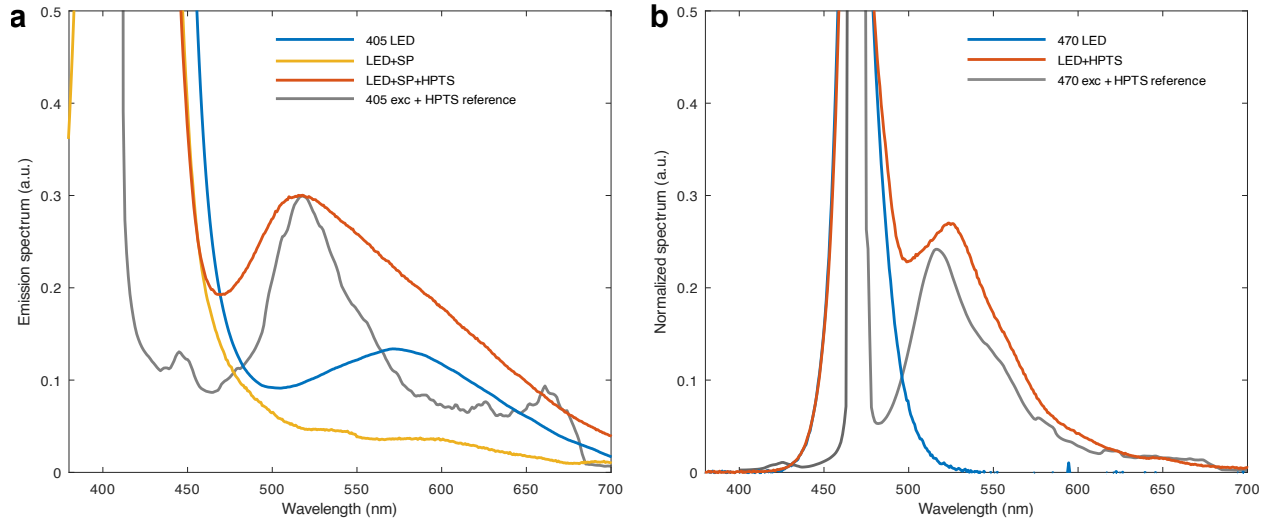 a
Emission spectrum (a.u.)
0.5
0.4
0.3
0.2
0.1
0
400
450
500
550
600
650
700
Wavelength (nm)
405 LED
LED+SP
LED+SP+HPTS
405 exc + HPTS reference
b
Normalized spectrum (a.u.)
0.5
0.4
0.3
0.2
0.1
0
400
450
500
550
600
650
700
Wavelength (nm)
470 LED
LED+HPTS
470 exc + HPTS reference